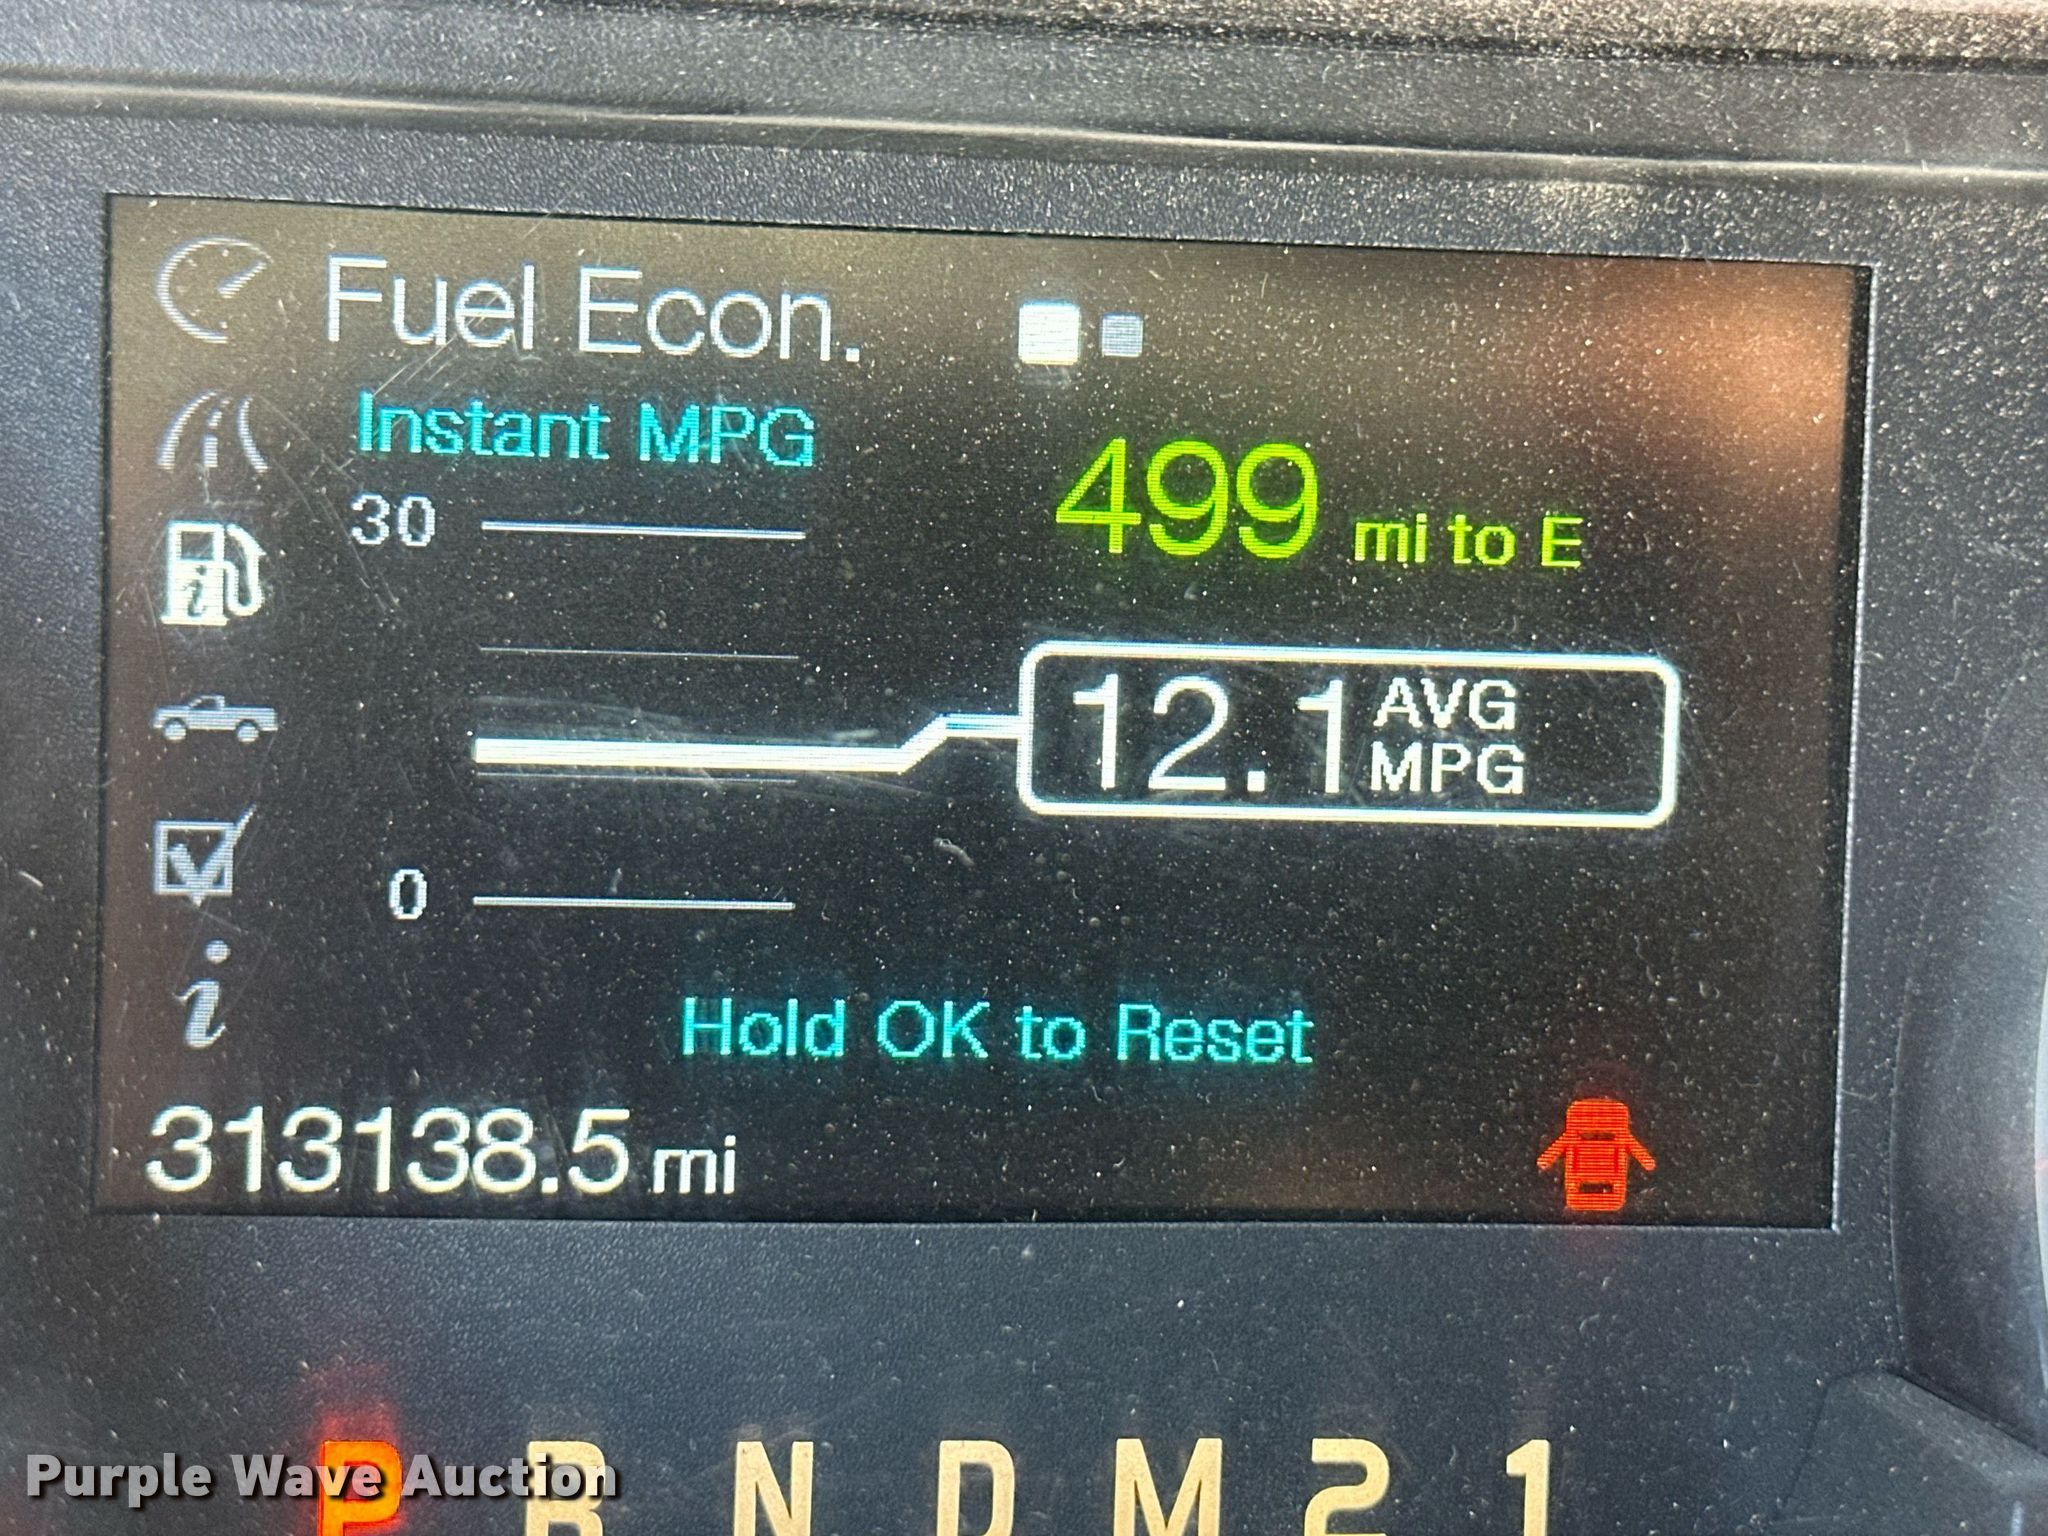 Fuel Econ.
Instant MPG
30
499 mi to E
12.1 AVG MPG
0
Hold OK to Reset
313138.5 mi
P R N D M 2 1
Purple Wave Auction